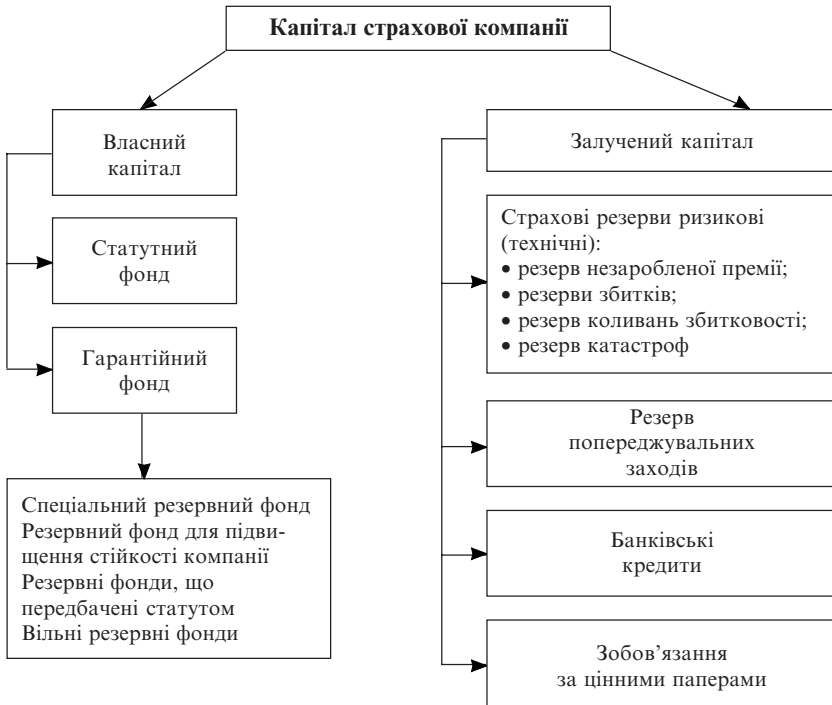 Капітал страхової компанії
Власний
капітал
Статутний
фонд
Гарантійний
фонд
Спеціальний резервний фонд
Резервний фонд для підви-
щення стійкості компанії
Резервні фонди, що
передбачені статутом
Вільні резервні фонди
Залучений капітал
Страхові резерви ризикові
(технічні):
• резерв незаробленої премії;
• резерви збитків;
• резерв коливань збитковості;
• резерв катастроф
Резерв
попереджувальних
заходів
Банківські
кредити
Зобов'язання
за цінними паперами